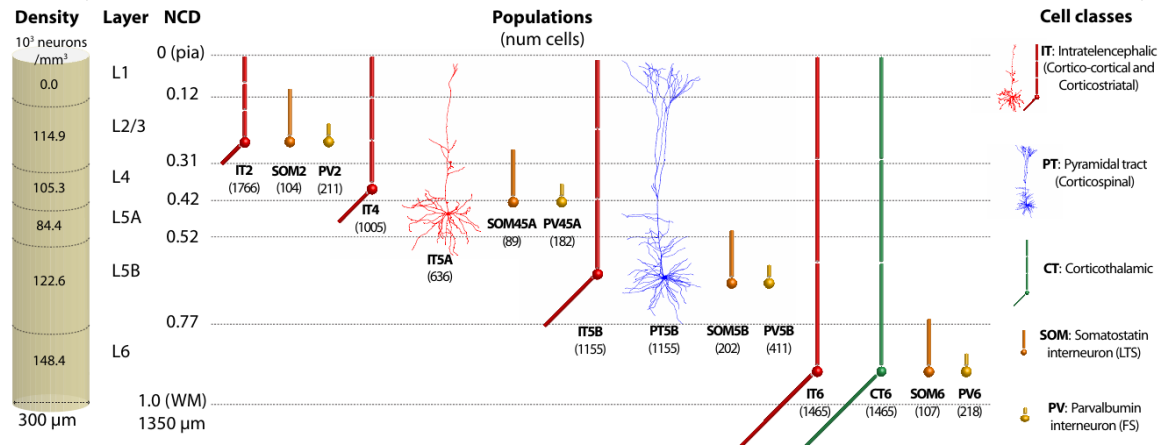 Density
10³ neurons
/mm³
0.0
114.9
105.3
84.4
122.6
148.4
300 µm
Layer
L1
L2/3
L4
L5A
L5B
L6
NCD
0 (pia)
0.12
0.31
0.42
0.52
0.77
1.0 (WM)
1350 µm
Populations
(num cells)
IT2
(1766)
SOM2
(104)
PV2
(211)
IT4
(1005)
IT5A
(636)
SOM45A
(89)
PV45A
(182)
IT5B
(1155)
PT5B
(1155)
SOM5B
(202)
PV5B
(411)
IT6
(1465)
CT6
(1465)
SOM6
(107)
PV6
(218)
Cell classes
IT: Intratelencephalic
(Cortico-cortical and
Corticostriatal)
PT: Pyramidal tract
(Corticospinal)
CT: Corticothalamic
SOM: Somatostatin
interneuron (LTS)
PV: Parvalbumin
interneuron (FS)